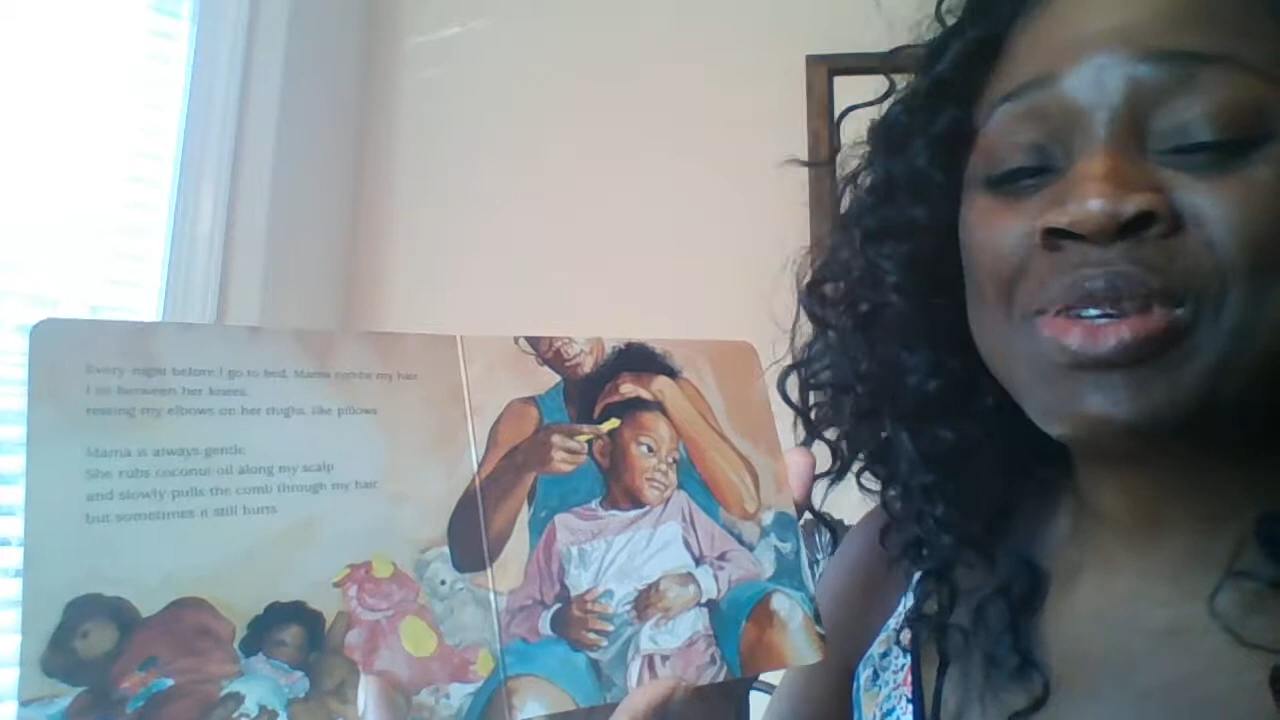 Every night before I go to bed, Mama combs my hair.
I sit between her knees,
resting my elbows on her thighs, like pillows.
Mama is always gentle.
She rubs coconut oil along my scalp
and slowly pulls the comb through my hair,
but sometimes it still hurts.